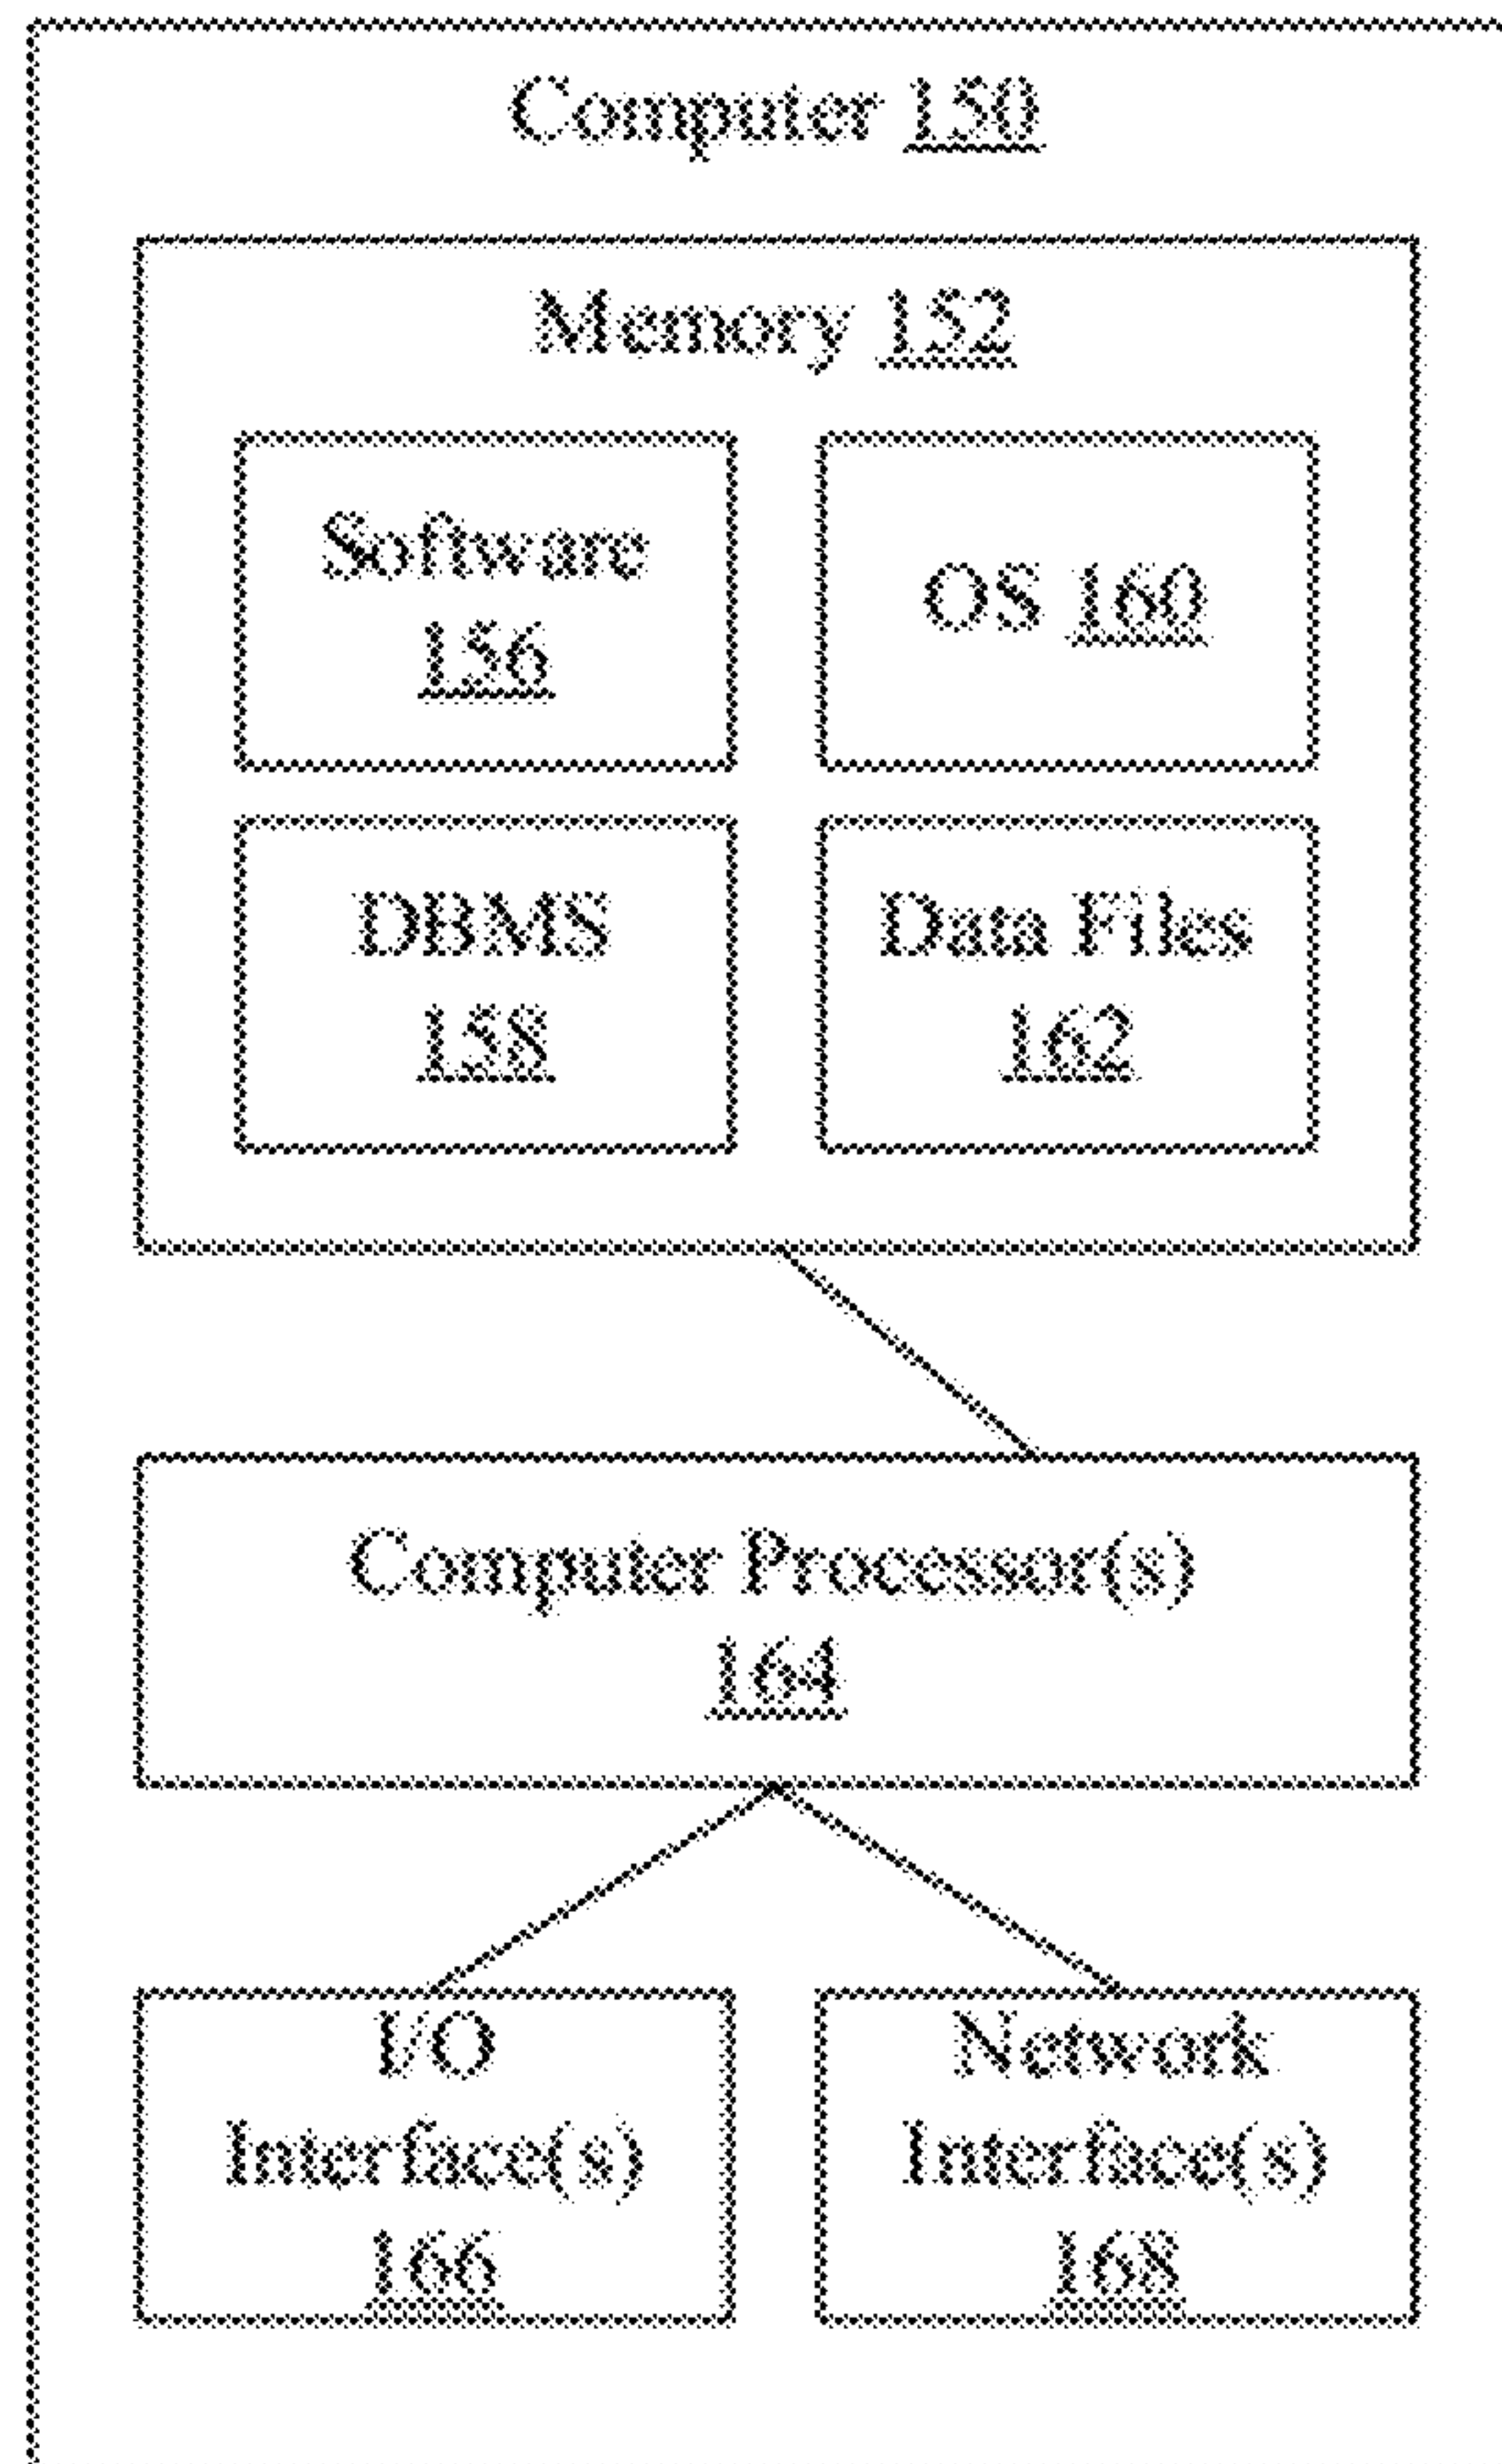 Computer 150
Memory 152
Software
156
OS 160
DBMS
158
Data Files
162
Computer Processor(s)
164
I/O
Interface(s)
166
Network
Interface(s)
168